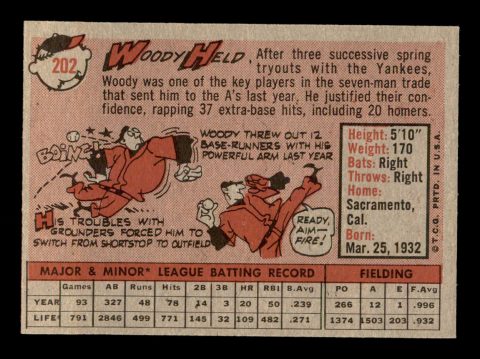 202
WOODY HELD,
After three successive spring
tryouts with the Yankees,
Woody was one of the key players in the seven-man trade
that sent him to the A's last year. He justified their con-
fidence, rapping 37 extra-base hits, including 20 homers.
BOING
WOODY THREW OUT 12
BASE-RUNNERS WITH HIS
POWERFUL ARM LAST YEAR
HIS TROUBLES WITH
GROUNDERS FORCED HIM TO
SWITCH FROM SHORTSTOP TO OUTFIELD
READY,
AIM-
FIRE!
Height: 5'10"
Weight: 170
Bats: Right
Throws: Right
Home:
Sacramento,
Cal.
Born:
Mar. 25, 1932
© T.C.G. PRTD. IN U.S.A.
MAJOR & MINOR* LEAGUE BATTING RECORD FIELDING
Games AB Runs Hits 2B 3B HR RBI B.Avg PO A E F.Avg
YEAR 93 327 48 78 14 3 20 50 .239 266 12 1 .996
LIFE* 791 2846 499 771 131 31 109 482 .271 1374 1503 203 .932